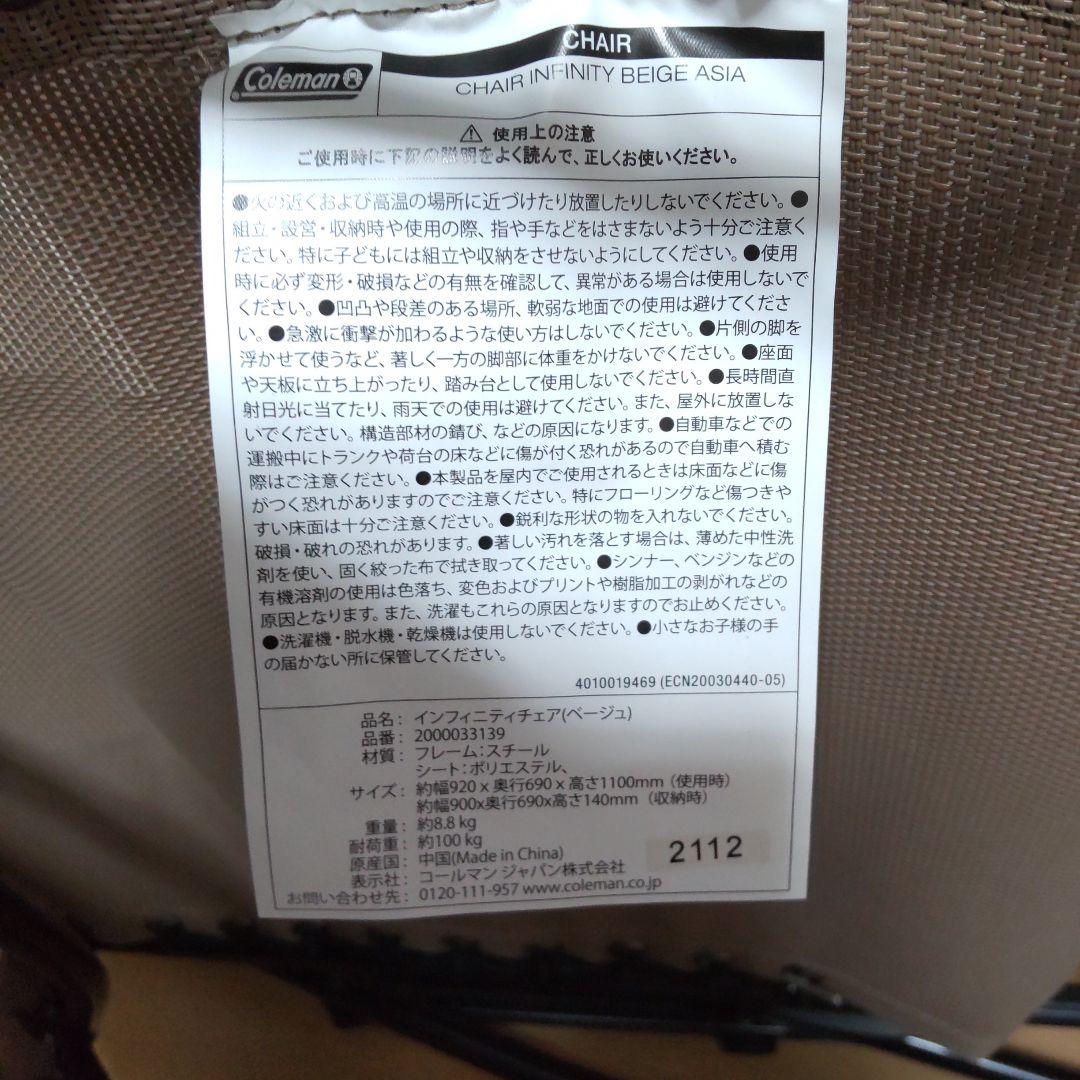 CHAIR
Coleman
CHAIR INFINITY BEIGE ASIA
⚠ 使用上の注意
ご使用時に下記の説明をよく読んで、正しくお使いください。
●火の近くおよび高温の場所に近づけたり放置したりしないでください。●
組立・設営・収納時や使用の際、指や手などをはさまないよう十分ご注意く
ださい。特に子どもには組立や収納をさせないようにしてください。●使用
時に必ず変形・破損などの有無を確認して、異常がある場合は使用しないで
ください。●凹凸や段差のある場所、軟弱な地面での使用は避けてくださ
い。●急激に衝撃が加わるような使い方はしないでください。●片側の脚を
浮かせて使うなど、著しく一方の脚部に体重をかけないでください。●座面
や天板に立ち上がったり、踏み台として使用しないでください。●長時間直
射日光に当てたり、雨天での使用は避けてください。また、屋外に放置しな
いでください。構造部材の錆び、などの原因になります。●自動車などでの
運搬中にトランクや荷台の床などに傷が付く恐れがあるので自動車へ積む
際はご注意ください。●本製品を屋内でご使用されるときは床面などに傷
がつく恐れがありますのでご注意ください。特にフローリングなど傷つきや
すい床面は十分ご注意ください。●鋭利な形状の物を入れないでください。
破損・破れの恐れがあります。●著しい汚れを落とす場合は、薄めた中性洗
剤を使い、固く絞った布で拭き取ってください。●シンナー、ベンジンなどの
有機溶剤の使用は色落ち、変色およびプリントや樹脂加工の剥がれなどの
原因となります。また、洗濯もこれらの原因となりますのでお止めください。
●洗濯機・脱水機・乾燥機は使用しないでください。●小さなお子様の手
の届かない所に保管してください。
4010019469 (ECN20030440-05)
品名: インフィニティチェア(ベージュ)
品番: 2000033139
材質: フレーム:スチール
シート:ポリエステル、
サイズ: 約幅920 x 奥行690 x 高さ1100mm (使用時)
約幅900x奥行690x高さ140mm (収納時)
重量: 約8.8 kg
耐荷重: 約100 kg
原産国: 中国(Made in China)
表示社: コールマン ジャパン株式会社
お問い合わせ先: 0120-111-957 www.coleman.co.jp
2112